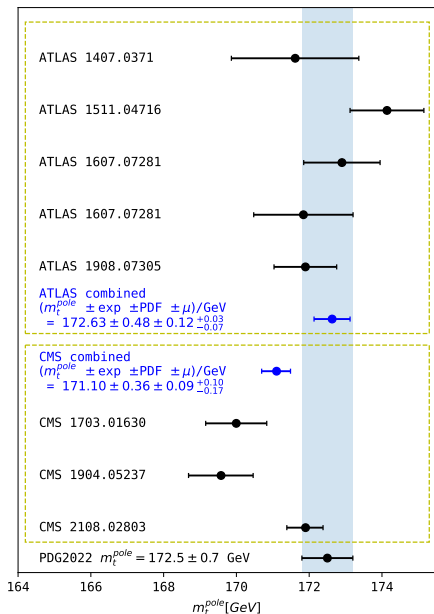 ATLAS 1407.0371
ATLAS 1511.04716
ATLAS 1607.07281
ATLAS 1607.07281
ATLAS 1908.07305
ATLAS combined
(m_t^{pole} ± exp ±PDF ± μ)/GeV
= 172.63 ± 0.48 ± 0.12^{+0.03}_{−0.07}
CMS combined
(m_t^{pole} ± exp ±PDF ± μ)/GeV
= 171.10 ± 0.36 ± 0.09^{+0.10}_{−0.17}
CMS 1703.01630
CMS 1904.05237
CMS 2108.02803
PDG2022 m_t^{pole} = 172.5 ± 0.7 GeV
164 166 168 170 172 174
m_t^{pole}[GeV]